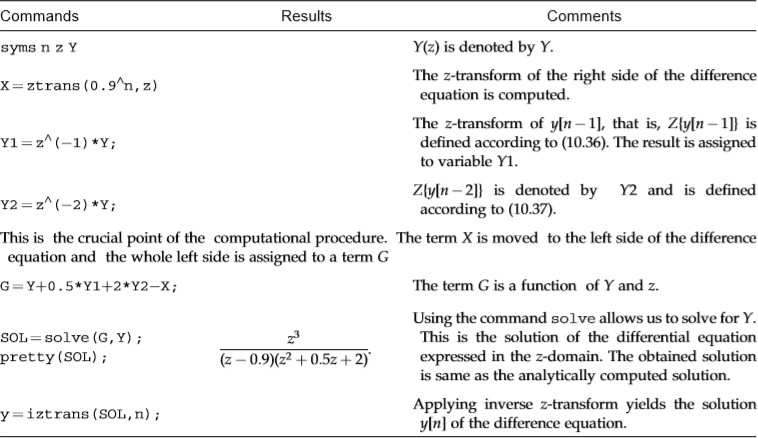 Commands Results Comments
syms n z Y Y(z) is denoted by Y.
X=ztrans(0.9^n,z) The z-transform of the right side of the difference
equation is computed.
Y1=z^(-1)*Y; The z-transform of y[n − 1], that is, Z{y[n − 1]} is
defined according to (10.36). The result is assigned
to variable Y1.
Y2=z^(-2)*Y; Z{y[n − 2]} is denoted by Y2 and is defined
according to (10.37).
This is the crucial point of the computational procedure. The term X is moved to the left side of the difference
equation and the whole left side is assigned to a term G
G=Y+0.5*Y1+2*Y2−X; The term G is a function of Y and z.
SOL=solve(G,Y);
pretty(SOL);
z³
(z − 0.9)(z² + 0.5z + 2)·
Using the command solve allows us to solve for Y.
This is the solution of the differential equation
expressed in the z-domain. The obtained solution
is same as the analytically computed solution.
y=iztrans(SOL,n); Applying inverse z-transform yields the solution
y[n] of the difference equation.